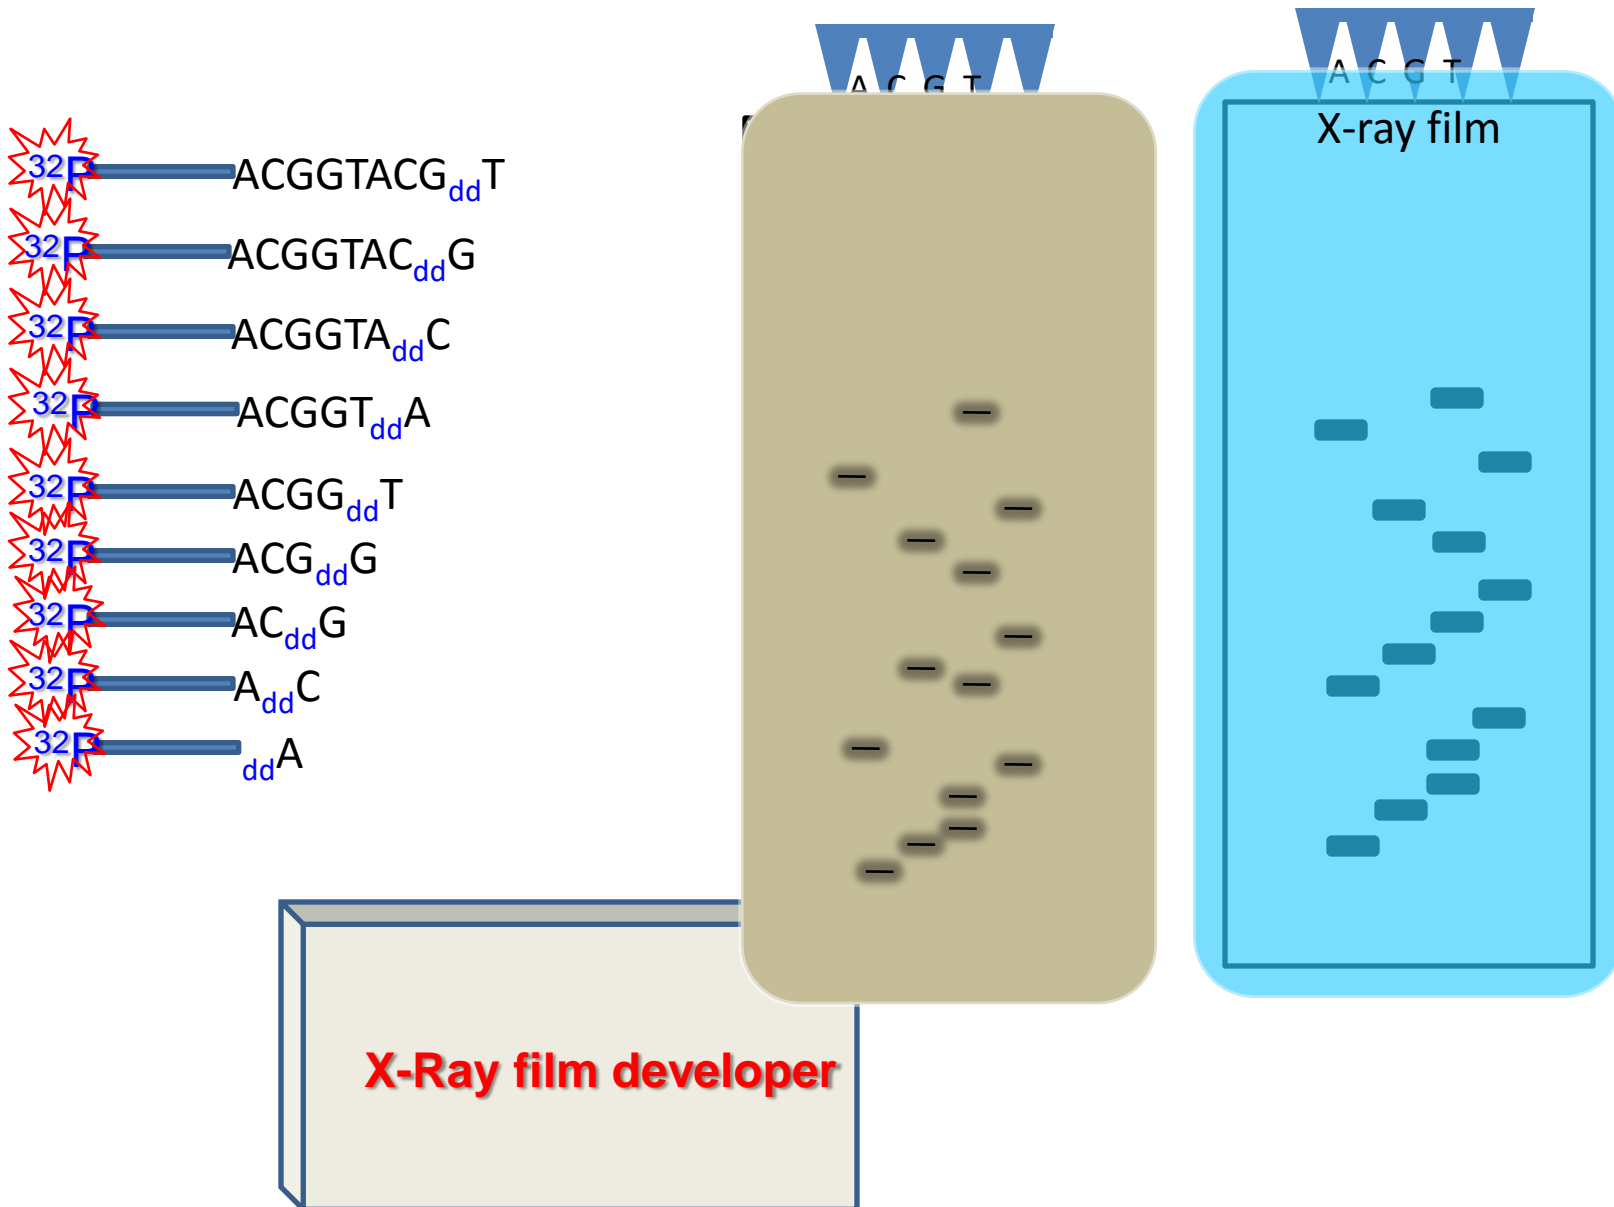 A C G T
A C G T
X-ray film
32P ACGGTACGddT
32P ACGGTACddG
32P ACGGTAddC
32P ACGGTddA
32P ACGGddT
32P ACGddG
32P ACddG
32P AddC
32P ddA
X-Ray film developer